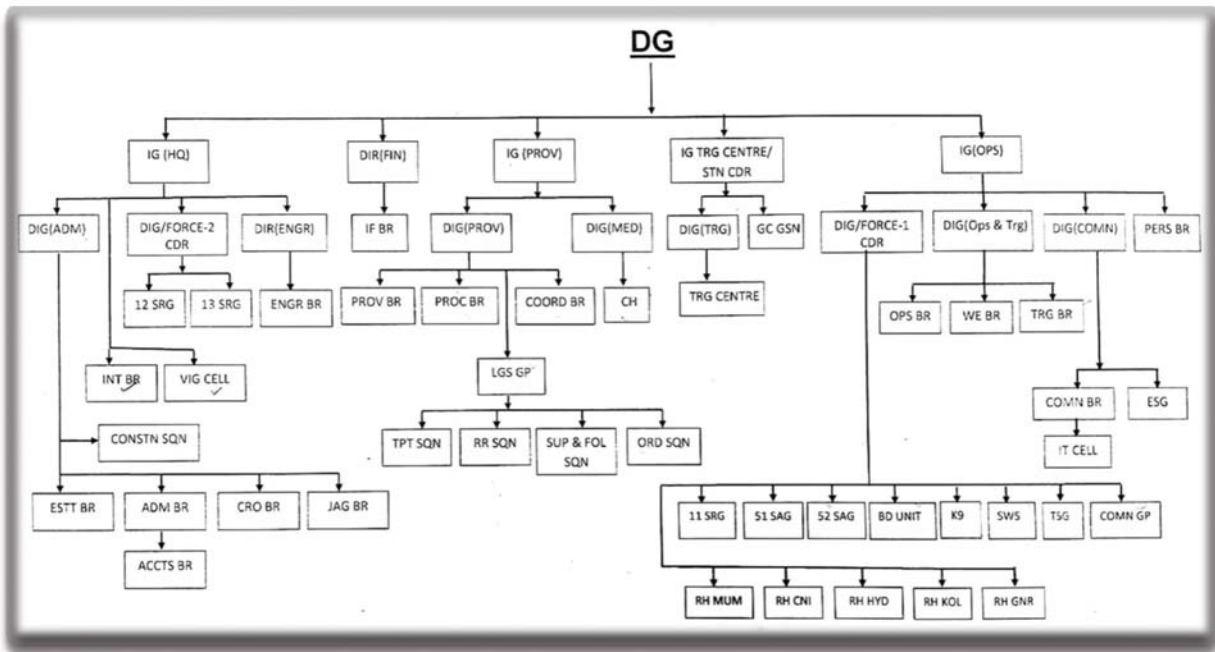 DG
IG (HQ)
DIR(FIN)
IG (PROV)
IG TRG CENTRE/
STN CDR
IG(OPS)
DIG(ADM)
DIG/FORCE-2
CDR
DIR(ENGR)
IF BR
DIG(PROV)
DIG(MED)
DIG(TRG)
GC GSN
DIG/FORCE-1
CDR
DIG(Ops & Trg)
DIG(COMN)
PERS BR
12 SRG
13 SRG
ENGR BR
PROV BR
PROC BR
COORD BR
CH
TRG CENTRE
OPS BR
WE BR
TRG BR
INT BR
VIG CELL
LGS GP
COMN BR
ESG
CONSTN SQN
TPT SQN
RR SQN
SUP & FOL
SQN
ORD SQN
IT CELL
ESTT BR
ADM BR
CRO BR
JAG BR
11 SRG
51 SAG
52 SAG
BD UNIT
K9
SWS
TSG
COMN GP
ACCTS BR
RH MUM
RH CNI
RH HYD
RH KOL
RH GNR